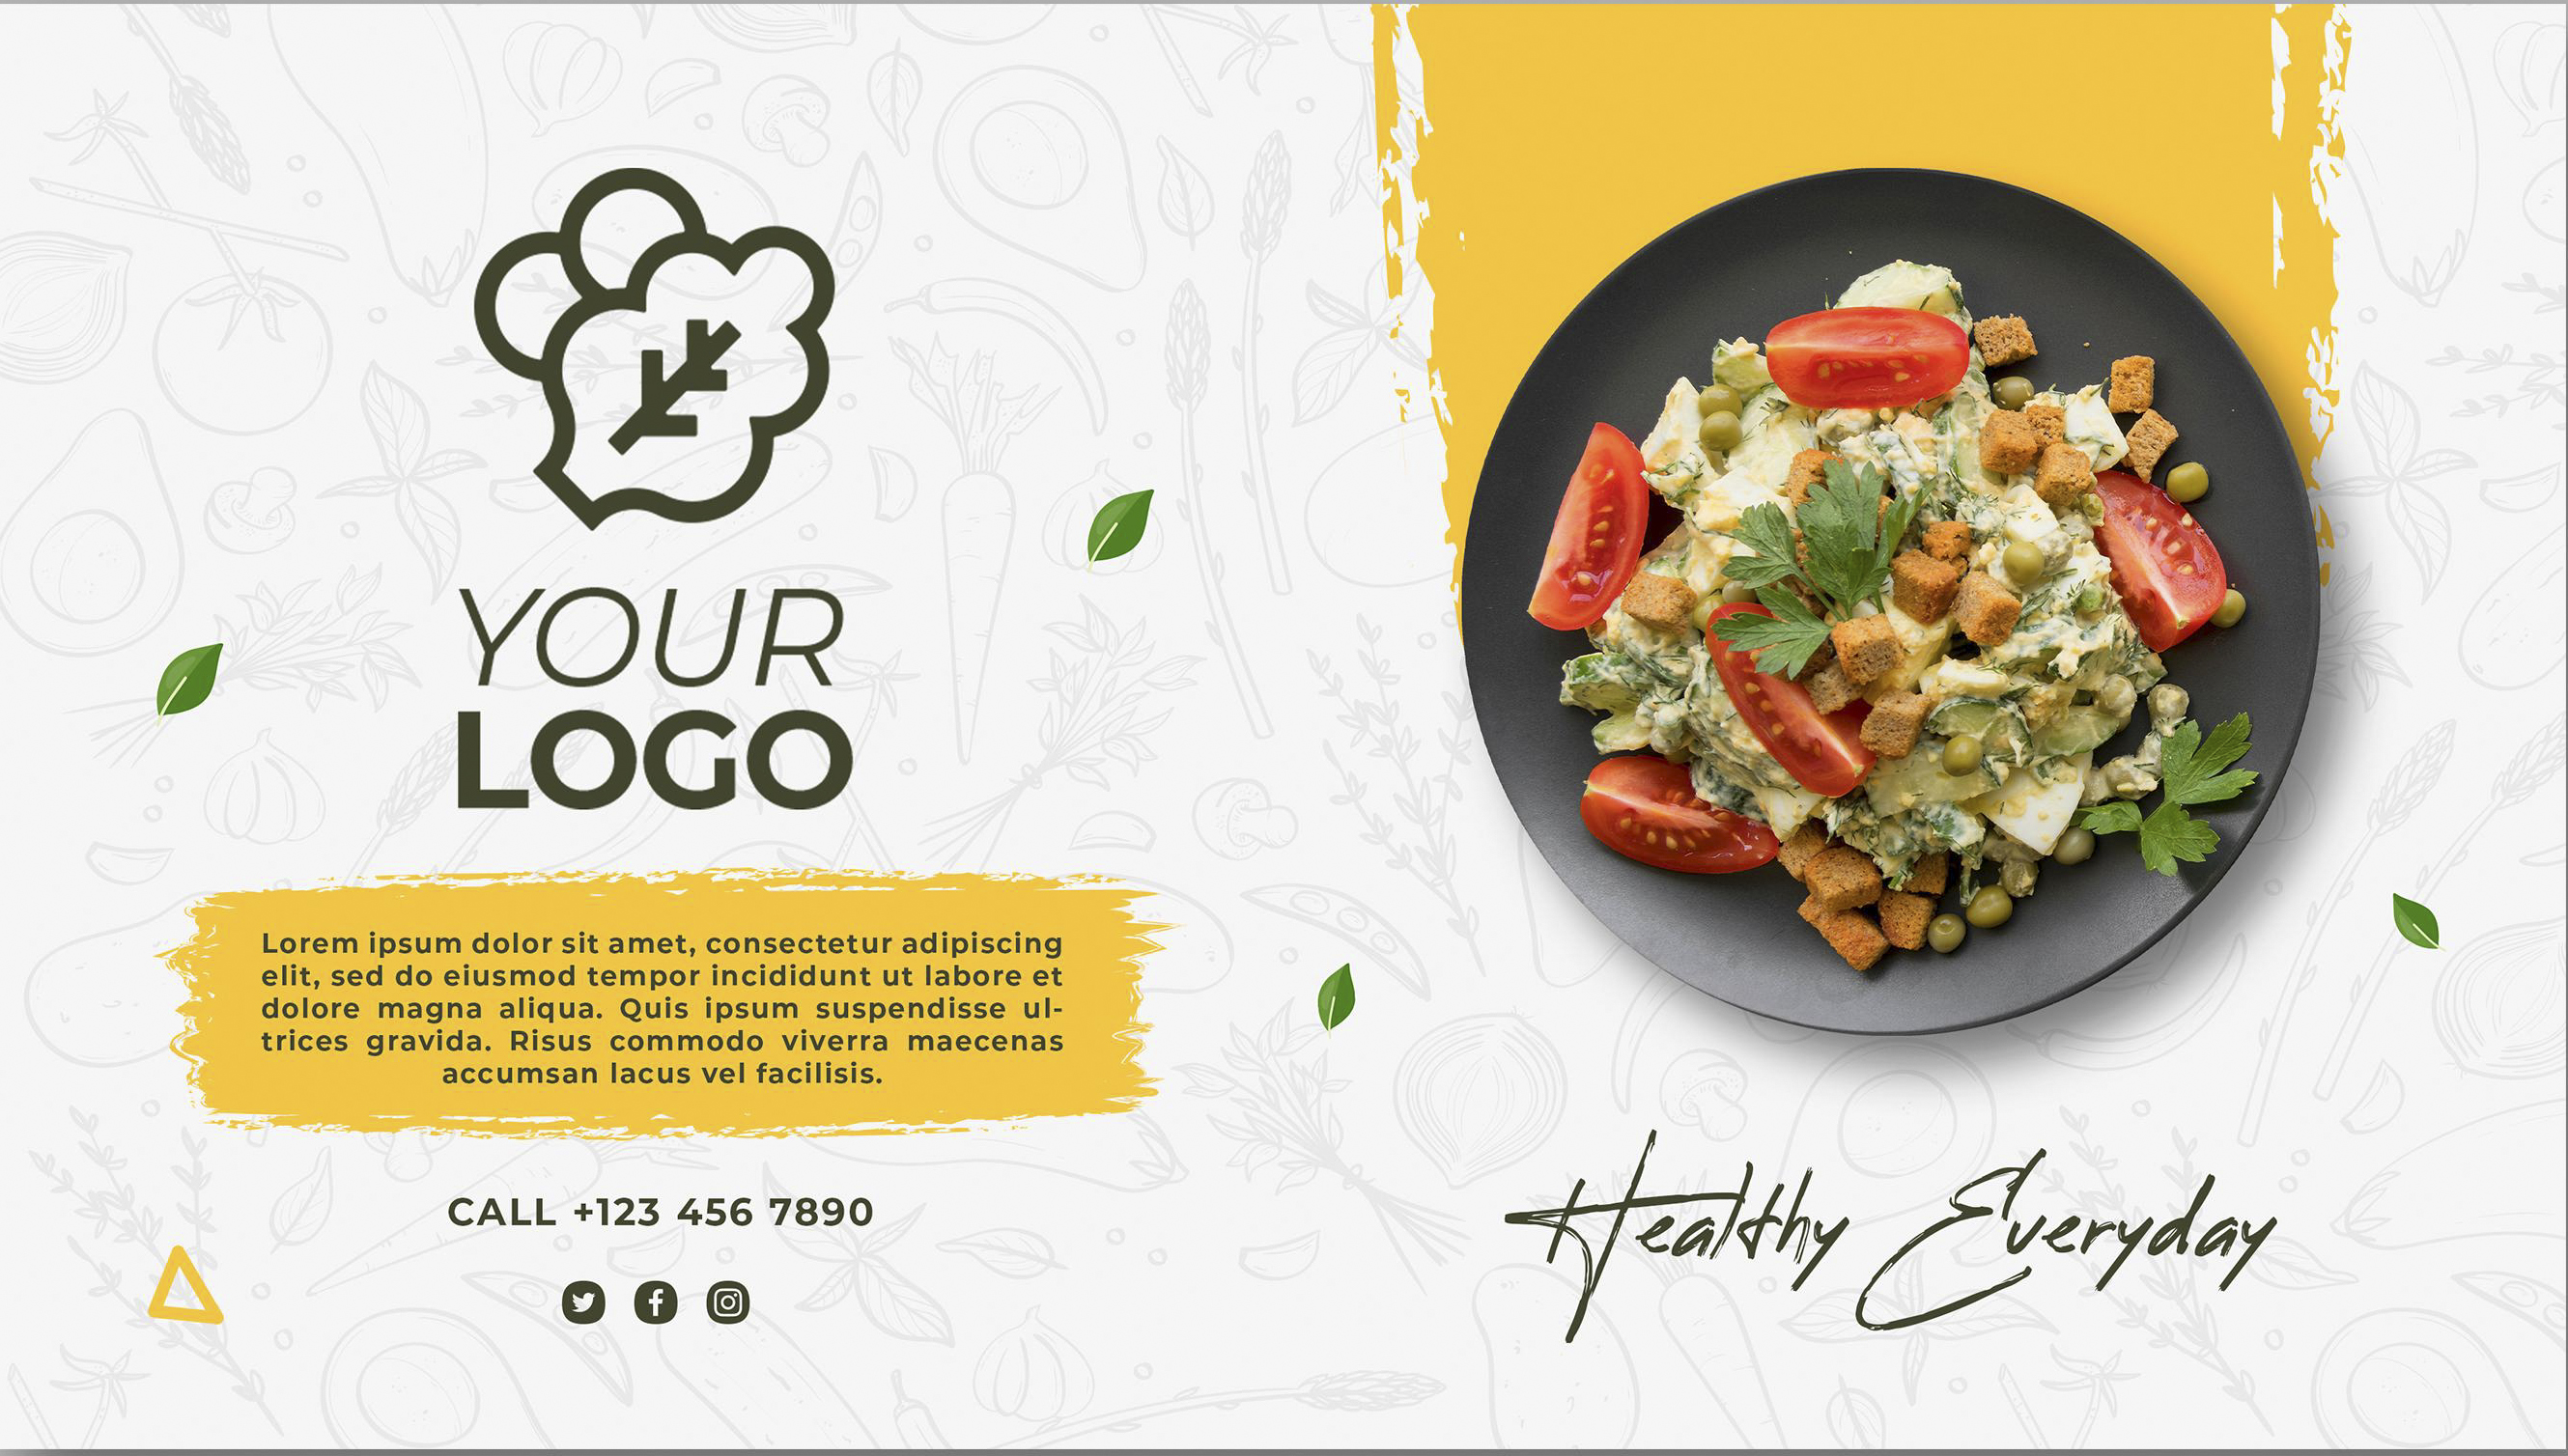 YOUR
LOGO
Lorem ipsum dolor sit amet, consectetur adipiscing
elit, sed do eiusmod tempor incididunt ut labore et
dolore magna aliqua. Quis ipsum suspendisse ul-
trices gravida. Risus commodo viverra maecenas
accumsan lacus vel facilisis.
CALL +123 456 7890
Healthy Everyday